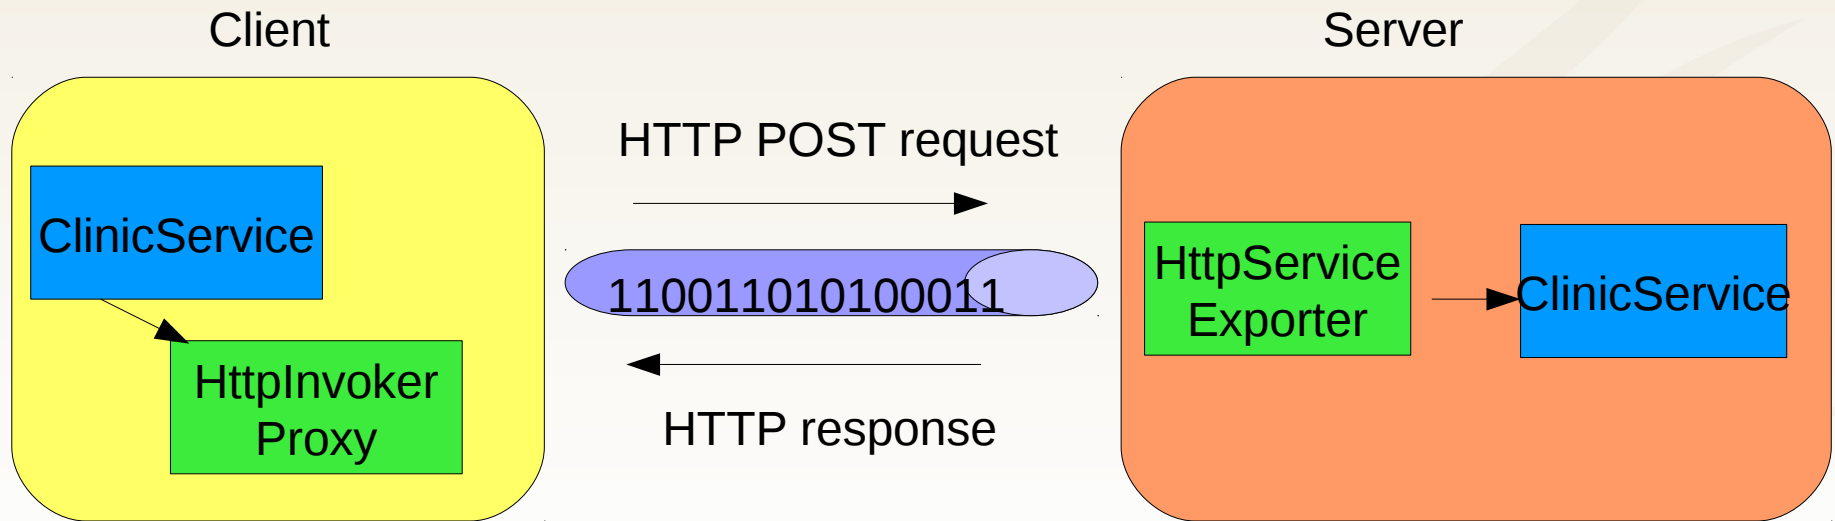 Client
Server
HTTP POST request
ClinicService
110011010100011
HttpInvoker
Proxy
HTTP response
HttpService
Exporter
ClinicService